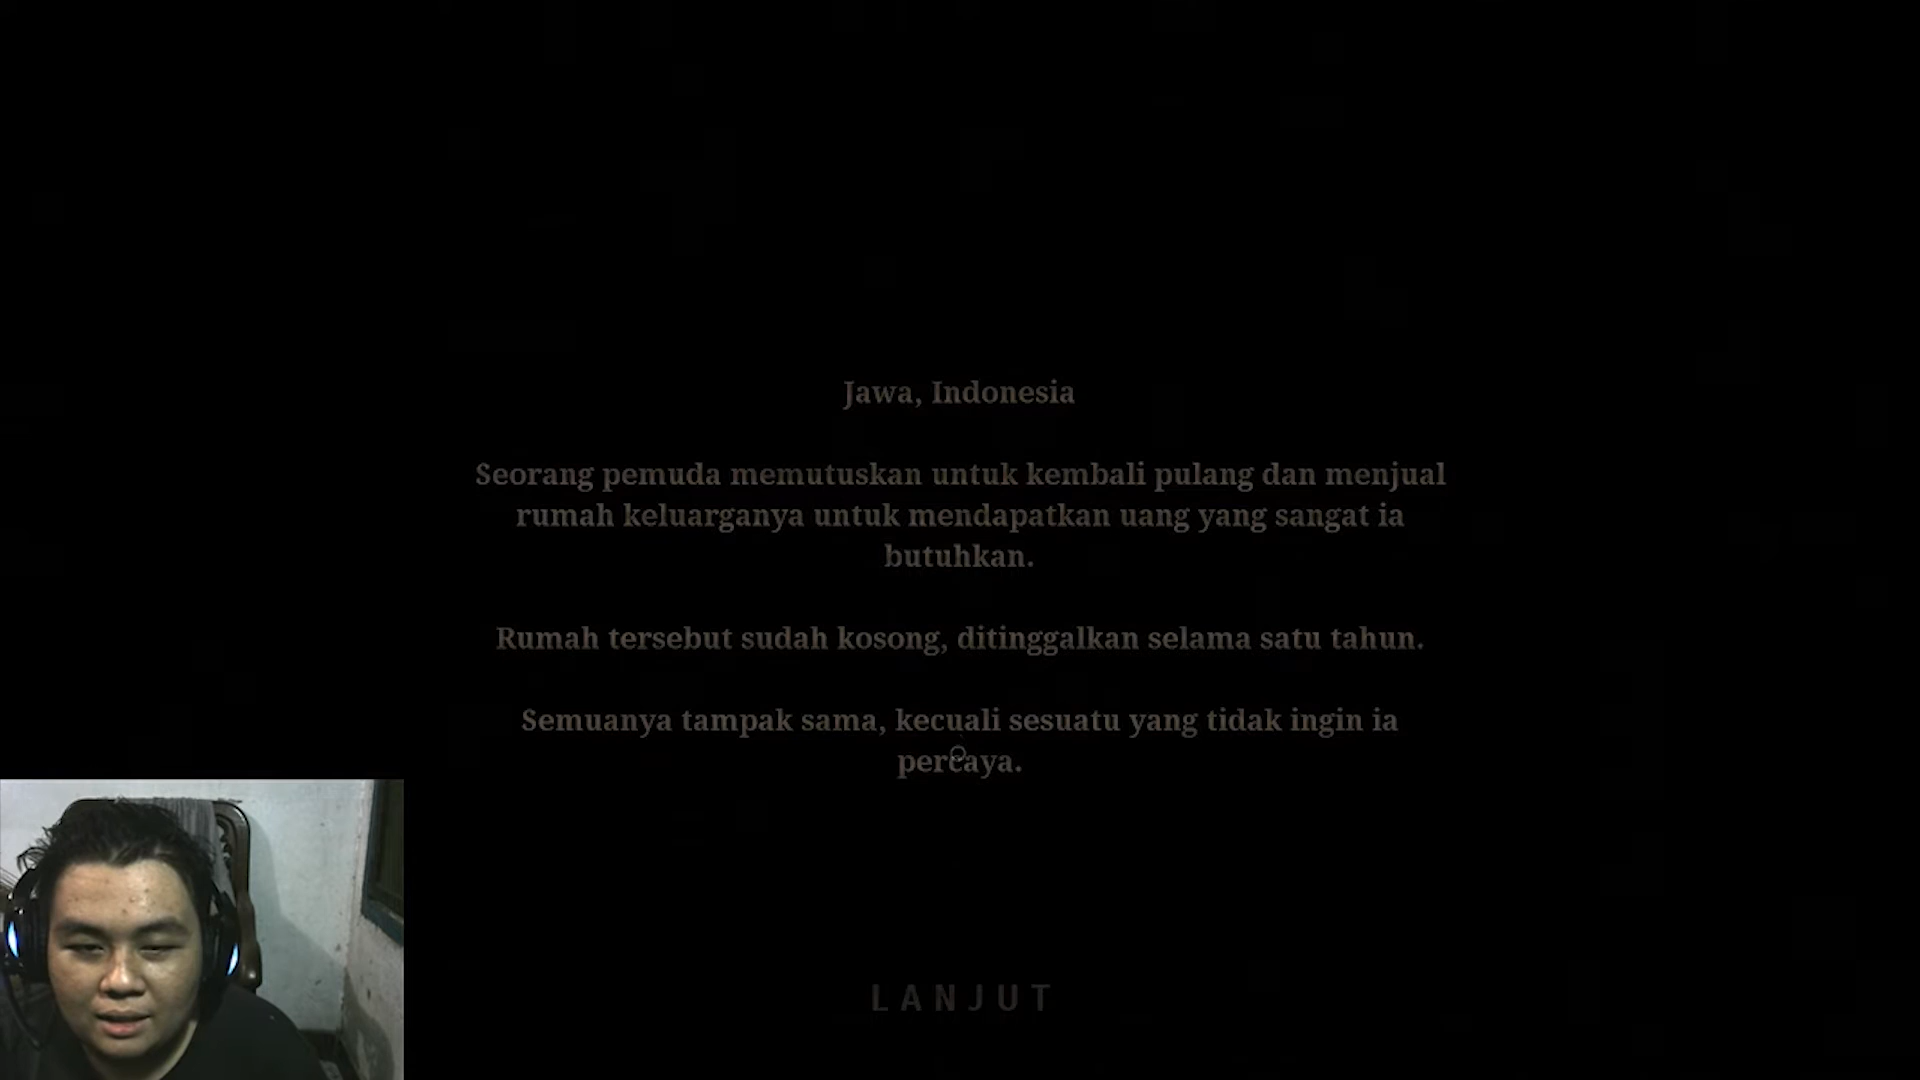 Jawa, Indonesia
Seorang pemuda memutuskan untuk kembali pulang dan menjual
rumah keluarganya untuk mendapatkan uang yang sangat ia
butuhkan.
Rumah tersebut sudah kosong, ditinggalkan selama satu tahun.
Semuanya tampak sama, kecuali sesuatu yang tidak ingin ia
percaya.
LANJUT